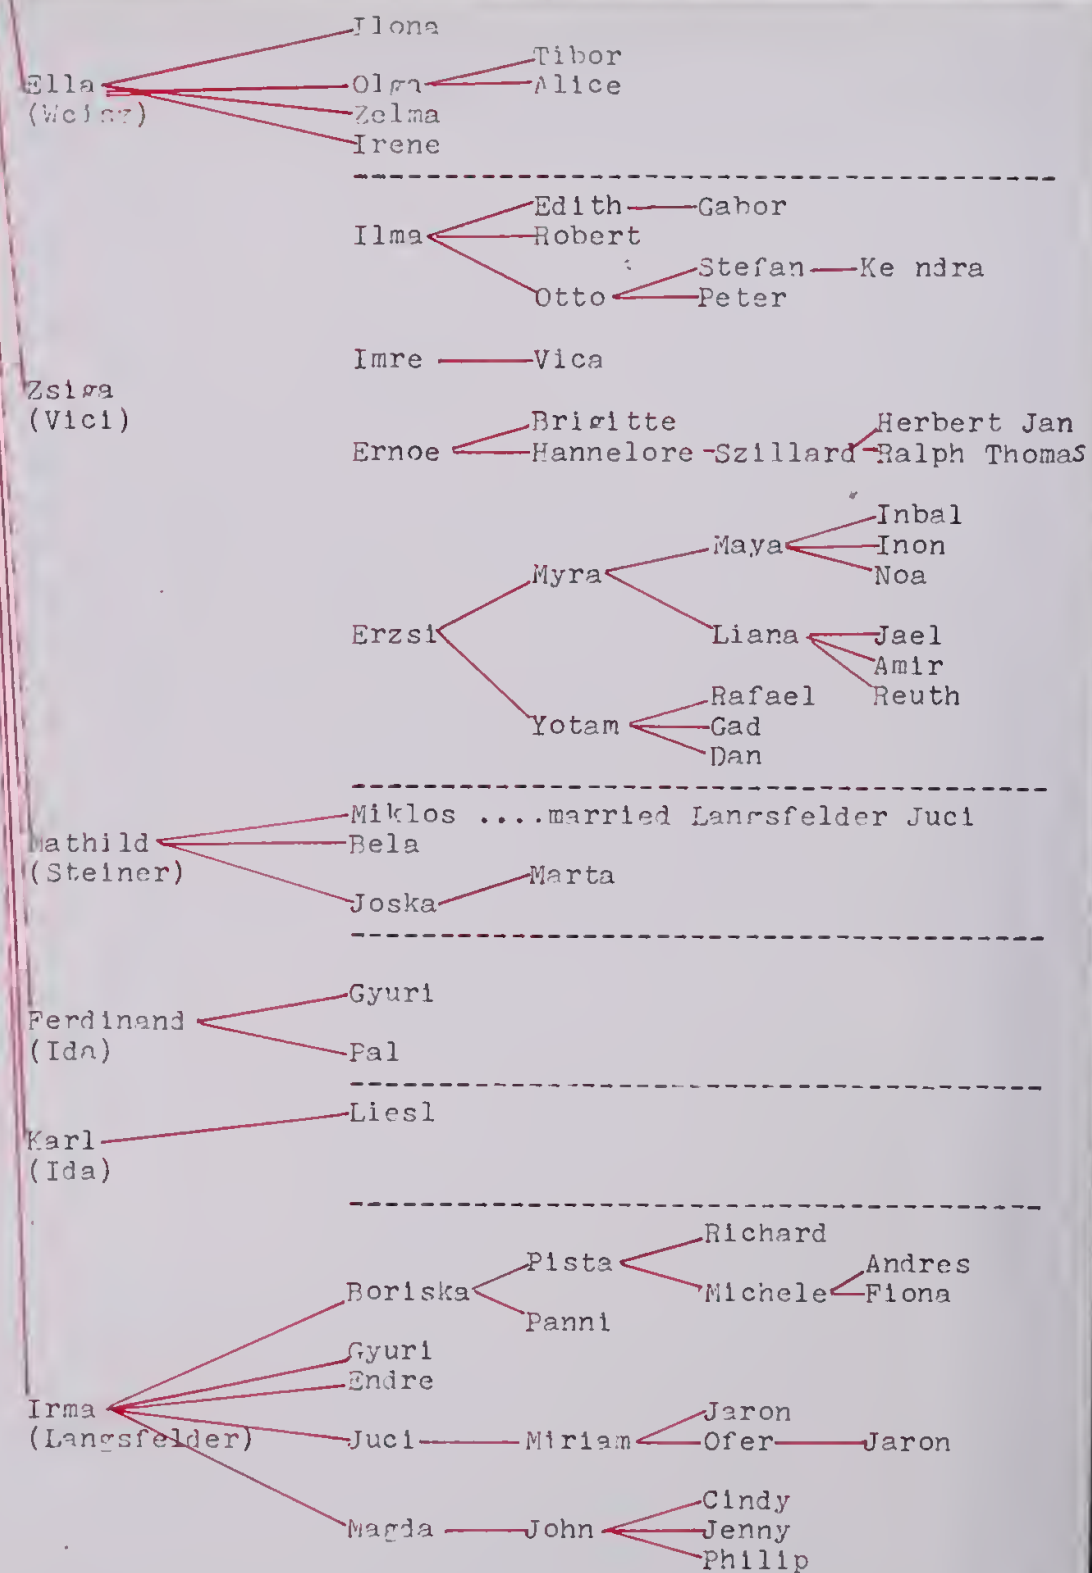 Ilona
Tibor
Ella Olga Alice
(Weisz) Zelma
Irene
Edith Gabor
Ilma Robert
Stefan Ke ndra
Otto Peter
Imre Vica
Zsiga
(Vici)
Brigitte Herbert Jan
Ernoe Hannelore -Szillard Ralph Thomas
Inbal
Maya Inon
Myra Noa
Erzsi Liana Jael
Amir
Rafael Reuth
Yotam Gad
Dan
Miklos ....married Langsfelder Juci
Mathild Bela
(Steiner) Marta
Joska
Gyuri
Ferdinand
(Ida) Pal
Liesl
Karl
(Ida)
Richard
Pista Andres
Boriska Michele Fiona
Panni
Gyuri
Endre
Irma Jaron
(Langsfelder) Juci Miriam Ofer Jaron
Cindy
Magda John Jenny
Philip